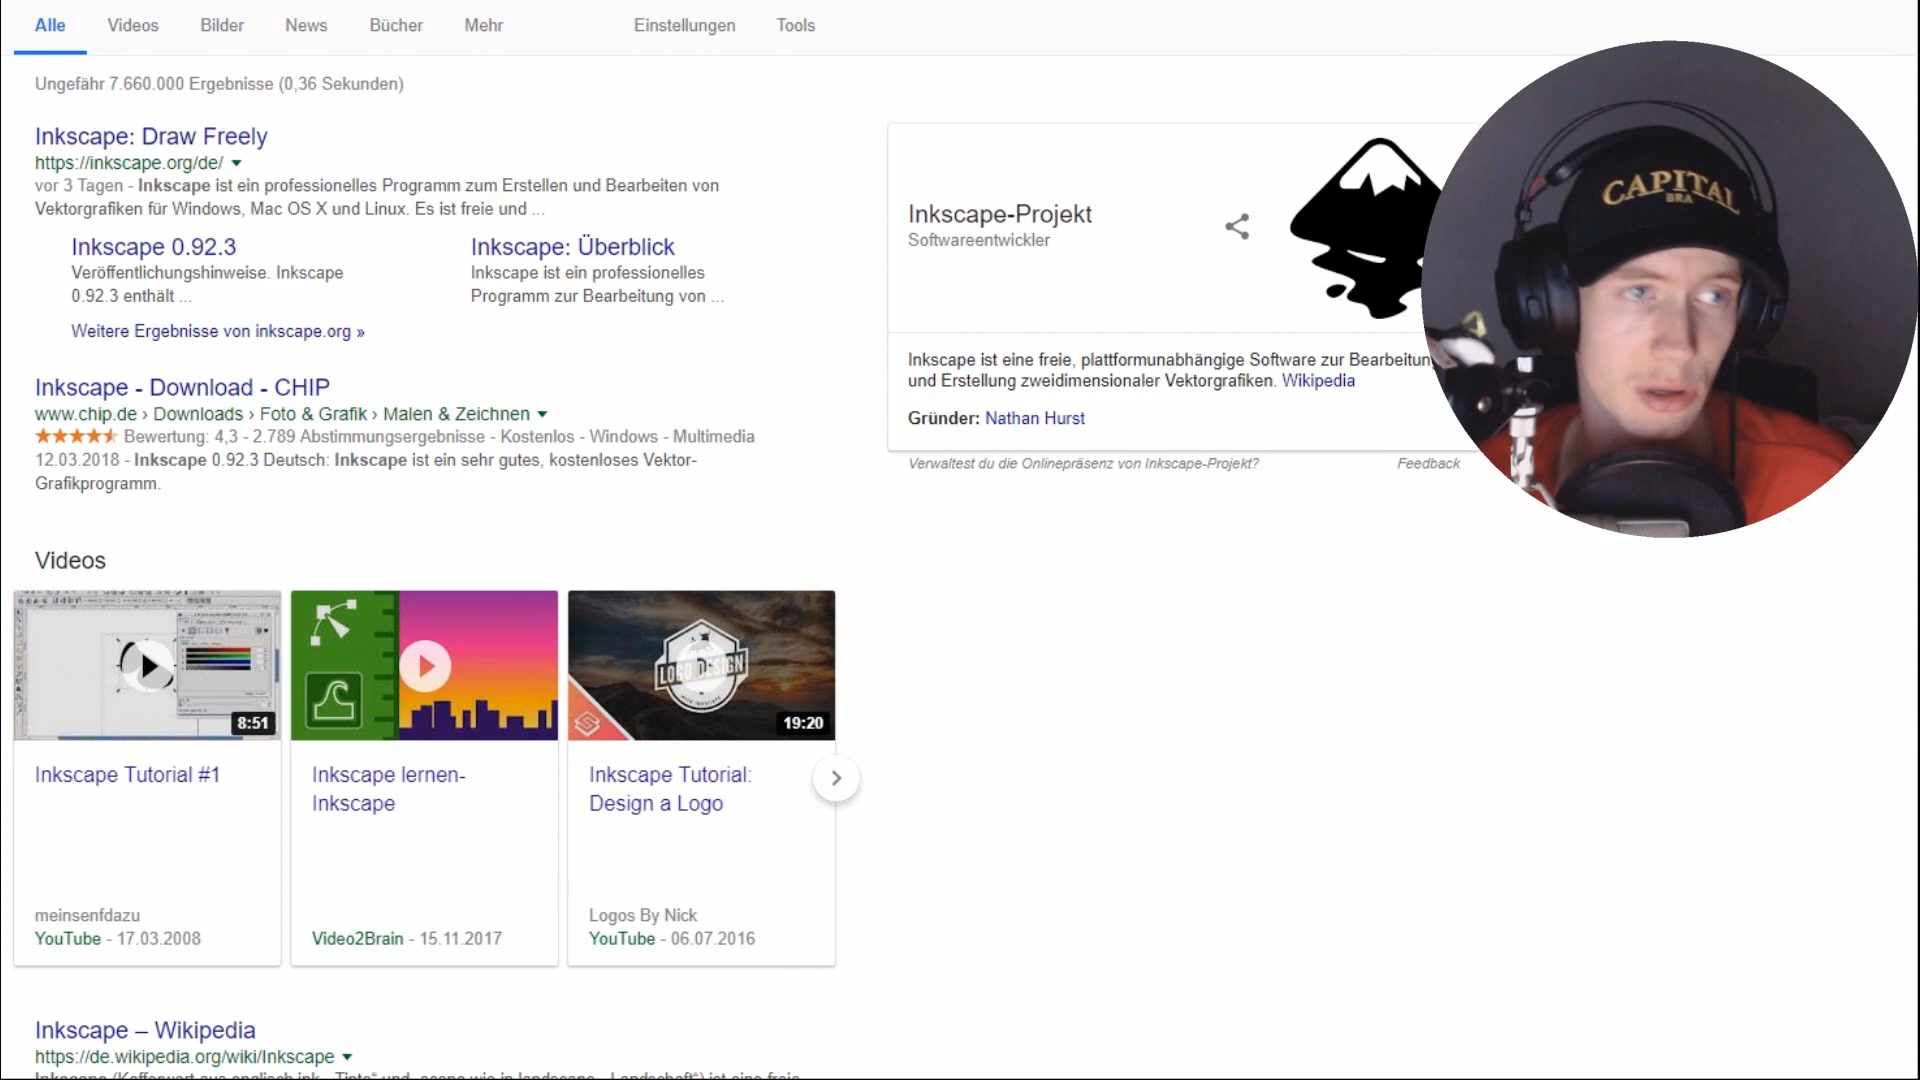 Alle Videos Bilder News Bücher Mehr Einstellungen Tools
Ungefähr 7.660.000 Ergebnisse (0,36 Sekunden)
Inkscape: Draw Freely
https://inkscape.org/de/
vor 3 Tagen - Inkscape ist ein professionelles Programm zum Erstellen und Bearbeiten von
Vektorgrafiken für Windows, Mac OS X und Linux. Es ist freie und ...
Inkscape 0.92.3
Veröffentlichungshinweise. Inkscape
0.92.3 enthält ...
Inkscape: Überblick
Inkscape ist ein professionelles
Programm zur Bearbeitung von ...
Weitere Ergebnisse von inkscape.org »
Inkscape - Download - CHIP
www.chip.de › Downloads › Foto & Grafik › Malen & Zeichnen
Bewertung: 4,3 - 2.789 Abstimmungsergebnisse - Kostenlos - Windows - Multimedia
12.03.2018 - Inkscape 0.92.3 Deutsch: Inkscape ist ein sehr gutes, kostenloses Vektor-
Grafikprogramm.
Videos
8:51
Inkscape Tutorial #1
meinsenfdazu
YouTube - 17.03.2008
Inkscape lernen-
Inkscape
Video2Brain - 15.11.2017
LOGO DESIGN
19:20
Inkscape Tutorial:
Design a Logo
Logos By Nick
YouTube - 06.07.2016
Inkscape – Wikipedia
https://de.wikipedia.org/wiki/Inkscape
Inkscape-Projekt
Softwareentwickler
Inkscape ist eine freie, plattformunabhängige Software zur Bearbeitung
und Erstellung zweidimensionaler Vektorgrafiken. Wikipedia
Gründer: Nathan Hurst
Verwaltest du die Onlinepräsenz von Inkscape-Projekt?
Feedback
CAPITAL
BRA